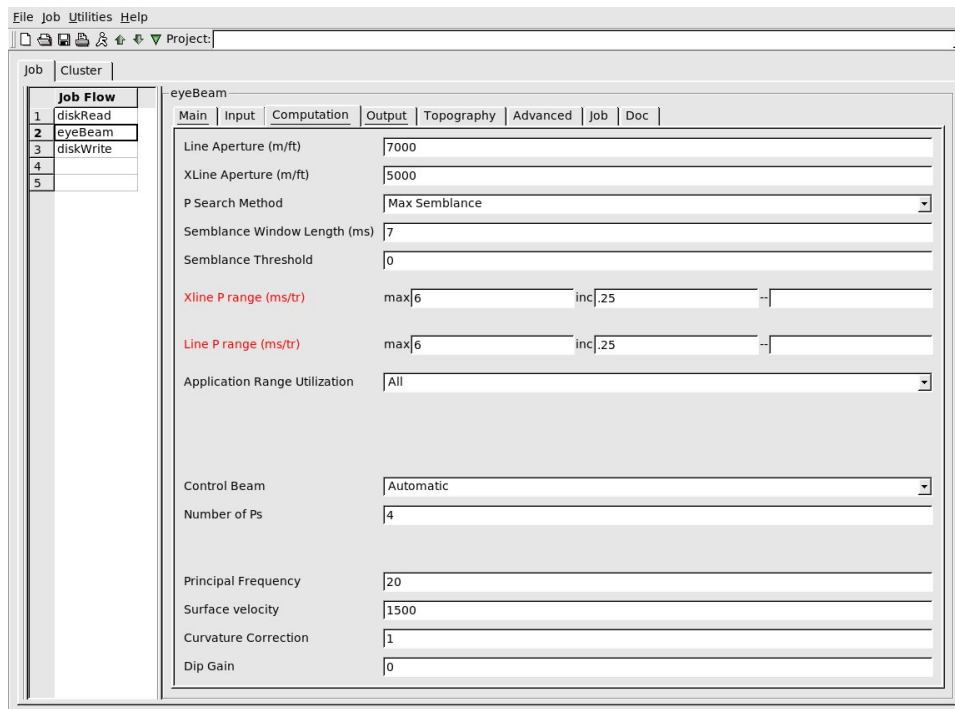 File Job Utilities Help
Project:
Job Cluster
Job Flow
1 diskRead
2 eyeBeam
3 diskWrite
4
5
eyeBeam
Main Input Computation Output Topography Advanced Job Doc
Line Aperture (m/ft) 7000
XLine Aperture (m/ft) 5000
P Search Method Max Semblance
Semblance Window Length (ms) 7
Semblance Threshold 0
Xline P range (ms/tr) max 6 inc .25 --
Line P range (ms/tr) max 6 inc .25 --
Application Range Utilization All
Control Beam Automatic
Number of Ps 4
Principal Frequency 20
Surface velocity 1500
Curvature Correction 1
Dip Gain 0